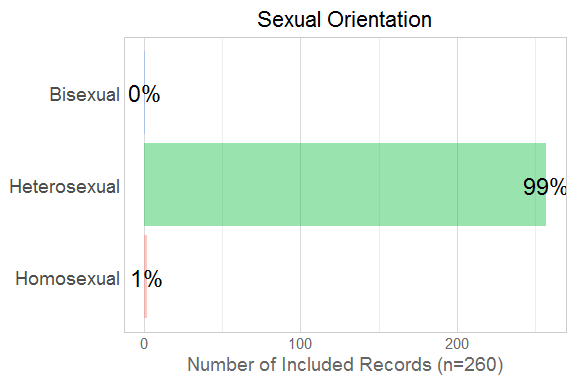 Sexual Orientation
Bisexual 0%
Heterosexual 99%
Homosexual 1%
0 100 200
Number of Included Records (n=260)